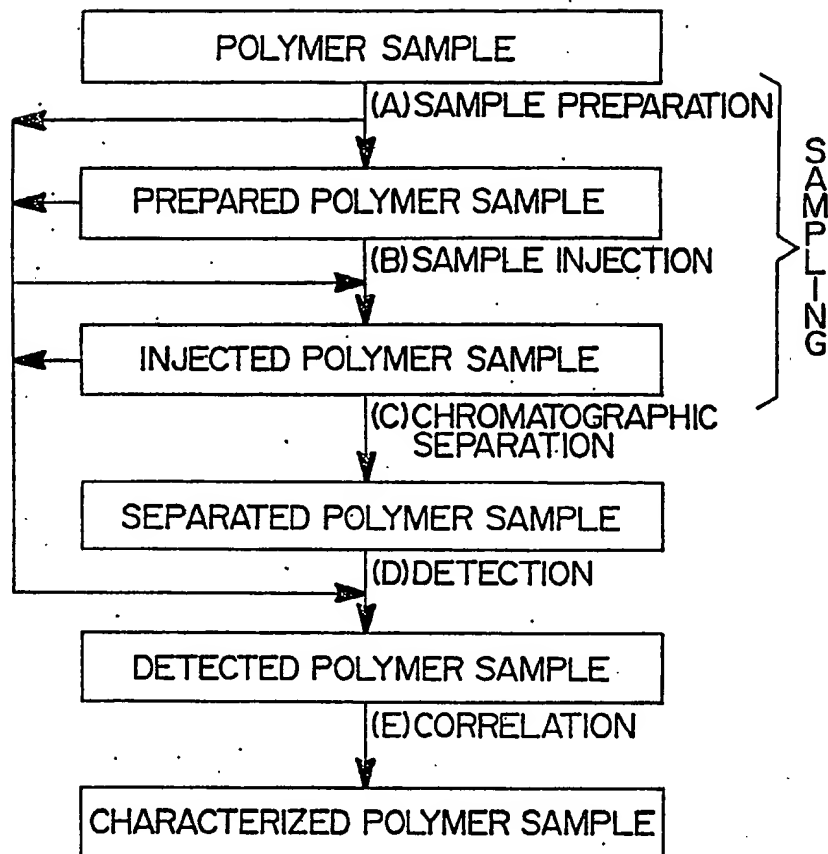 POLYMER SAMPLE
(A) SAMPLE PREPARATION
PREPARED POLYMER SAMPLE
(B) SAMPLE INJECTION
INJECTED POLYMER SAMPLE
(C) CHROMATOGRAPHIC
SEPARATION
SEPARATED POLYMER SAMPLE
(D) DETECTION
DETECTED POLYMER SAMPLE
(E) CORRELATION
CHARACTERIZED POLYMER SAMPLE
SAMPLING